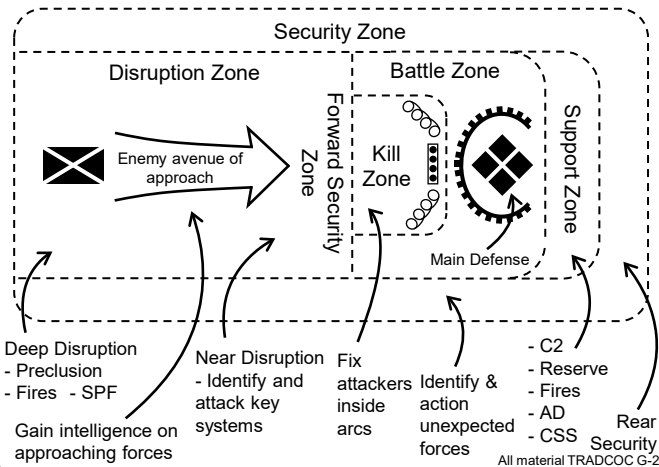 Security Zone
Disruption Zone
Battle Zone
Forward Security
Zone
Support Zone
Enemy avenue of
approach
Kill
Zone
Main Defense
Deep Disruption
- Preclusion
- Fires - SPF
Gain intelligence on
approaching forces
Near Disruption
- Identify and
attack key
systems
Fix
attackers
inside
arcs
Identify &
action
unexpected
forces
- C2
- Reserve
- Fires
- AD
- CSS
Rear
Security
All material TRADCOC G-2